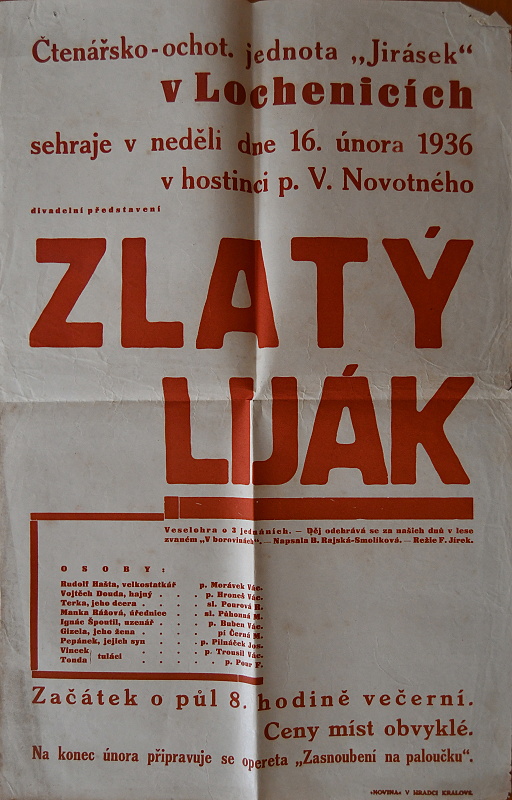 Čtenářsko-ochot. jednota „Jirásek“
v Lochenicích
sehraje v neděli dne 16. února 1936
v hostinci p. V. Novotného
divadelní představení
ZLATÝ
LIJÁK
Veselohra o 3 jednáních. — Děj odehrává se za našich dnů v lese
zvaném „V borovinách“. — Napsala B. Rajská-Smolíková. — Režie F. Jirek.
OSOBY:
Rudolf Hašta, velkostatkář p. Morávek Vác.
Vojtěch Douda, hajný . . p. Hroneš Vác.
Terka, jeho dcera . . . sl. Pourová H.
Manka Rážová, úřednice . sl. Půhonná M.
Ignác Špoutil, uzenář . . p. Huben Vác.
Gizela, jeho žena . . . pí Černá M.
Pepánek, jejich syn . . p. Pilnáček Jos.
Vincek } tuláci . . . p. Trousil Vác.
Tonda . . . p. Pour F.
Začátek o půl 8. hodině večerní.
Ceny míst obvyklé.
Na konec února připravuje se opereta „Zasnoubení na paloučku“.
„NOVINA“ V HRADCI KRÁLOVÉ.